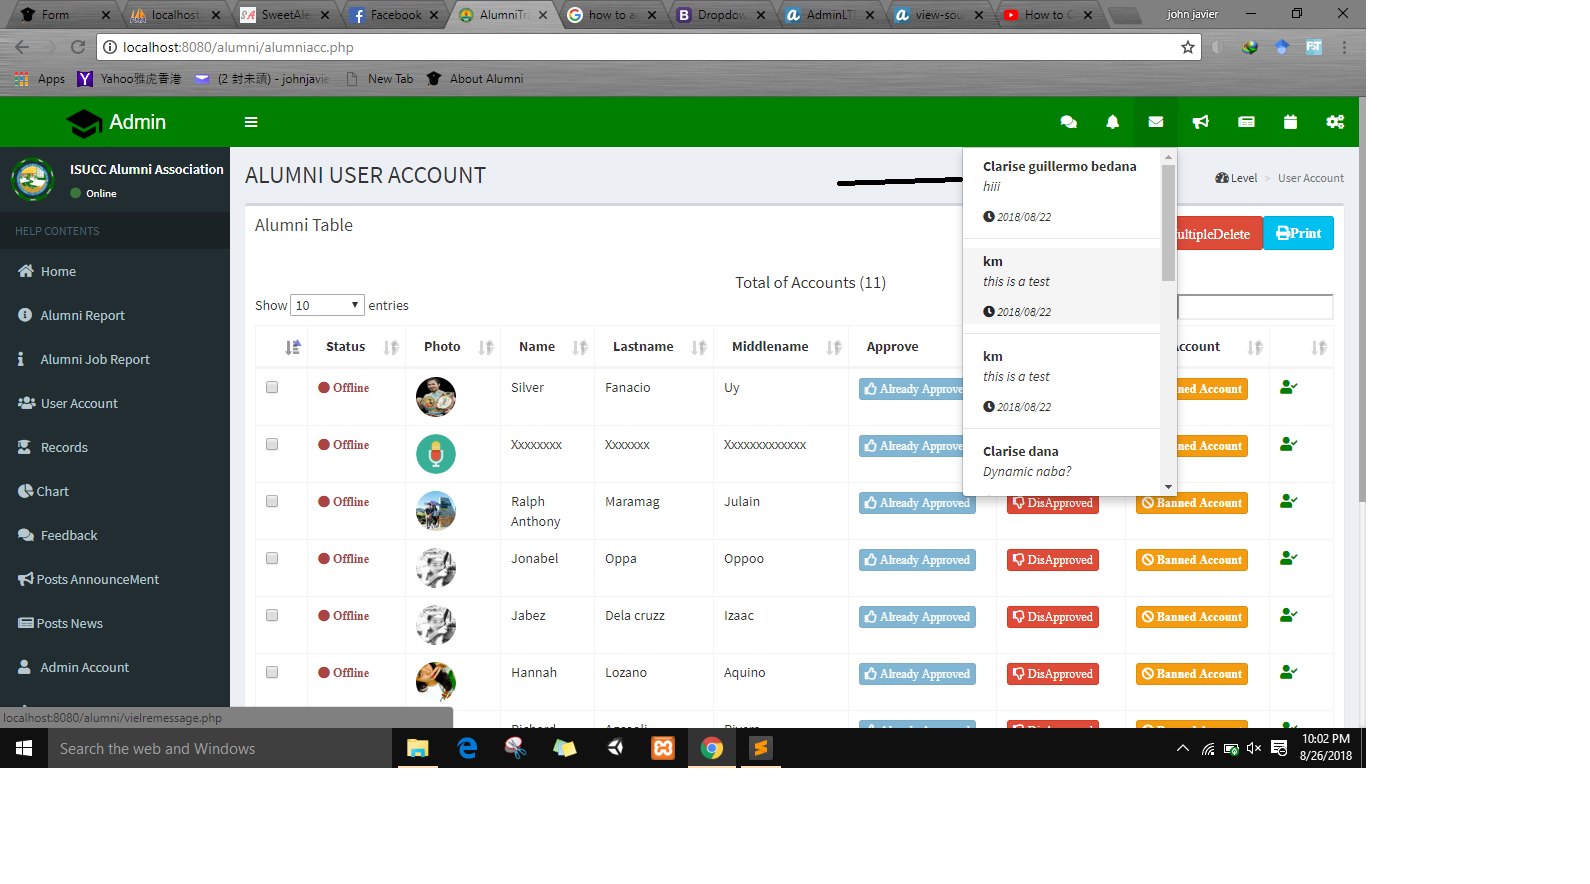 Form
localhost
SweetAle
Facebook
AlumniTr
how to a
Dropdow
AdminLT
view-sou
How to C
john javier
localhost:8080/alumni/alumniacc.php
Apps
Yahoo雅虎香港
(2 封未讀) - johnjavie
New Tab
About Alumni
Admin
ISUCC Alumni Association
Online
HELP CONTENTS
Home
Alumni Report
Alumni Job Report
User Account
Records
Chart
Feedback
Posts AnnounceMent
Posts News
Admin Account
localhost:8080/alumni/vielremessage.php
ALUMNI USER ACCOUNT
Level > User Account
Alumni Table
ultipleDelete
Print
Total of Accounts (11)
Show 10 entries
Clarise guillermo bedana
hiii
2018/08/22
km
this is a test
2018/08/22
km
this is a test
2018/08/22
Clarise dana
Dynamic naba?
Status Photo Name Lastname Middlename Approve ccount
Offline Silver Fanacio Uy Already Approve ned Account
Offline Xxxxxxxx Xxxxxxx Xxxxxxxxxxxxx Already Approve ned Account
Offline Ralph Anthony Maramag Julain Already Approved DisApproved Banned Account
Offline Jonabel Oppa Oppoo Already Approved DisApproved Banned Account
Offline Jabez Dela cruzz Izaac Already Approved DisApproved Banned Account
Offline Hannah Lozano Aquino Already Approved DisApproved Banned Account
Search the web and Windows
10:02 PM
8/26/2018